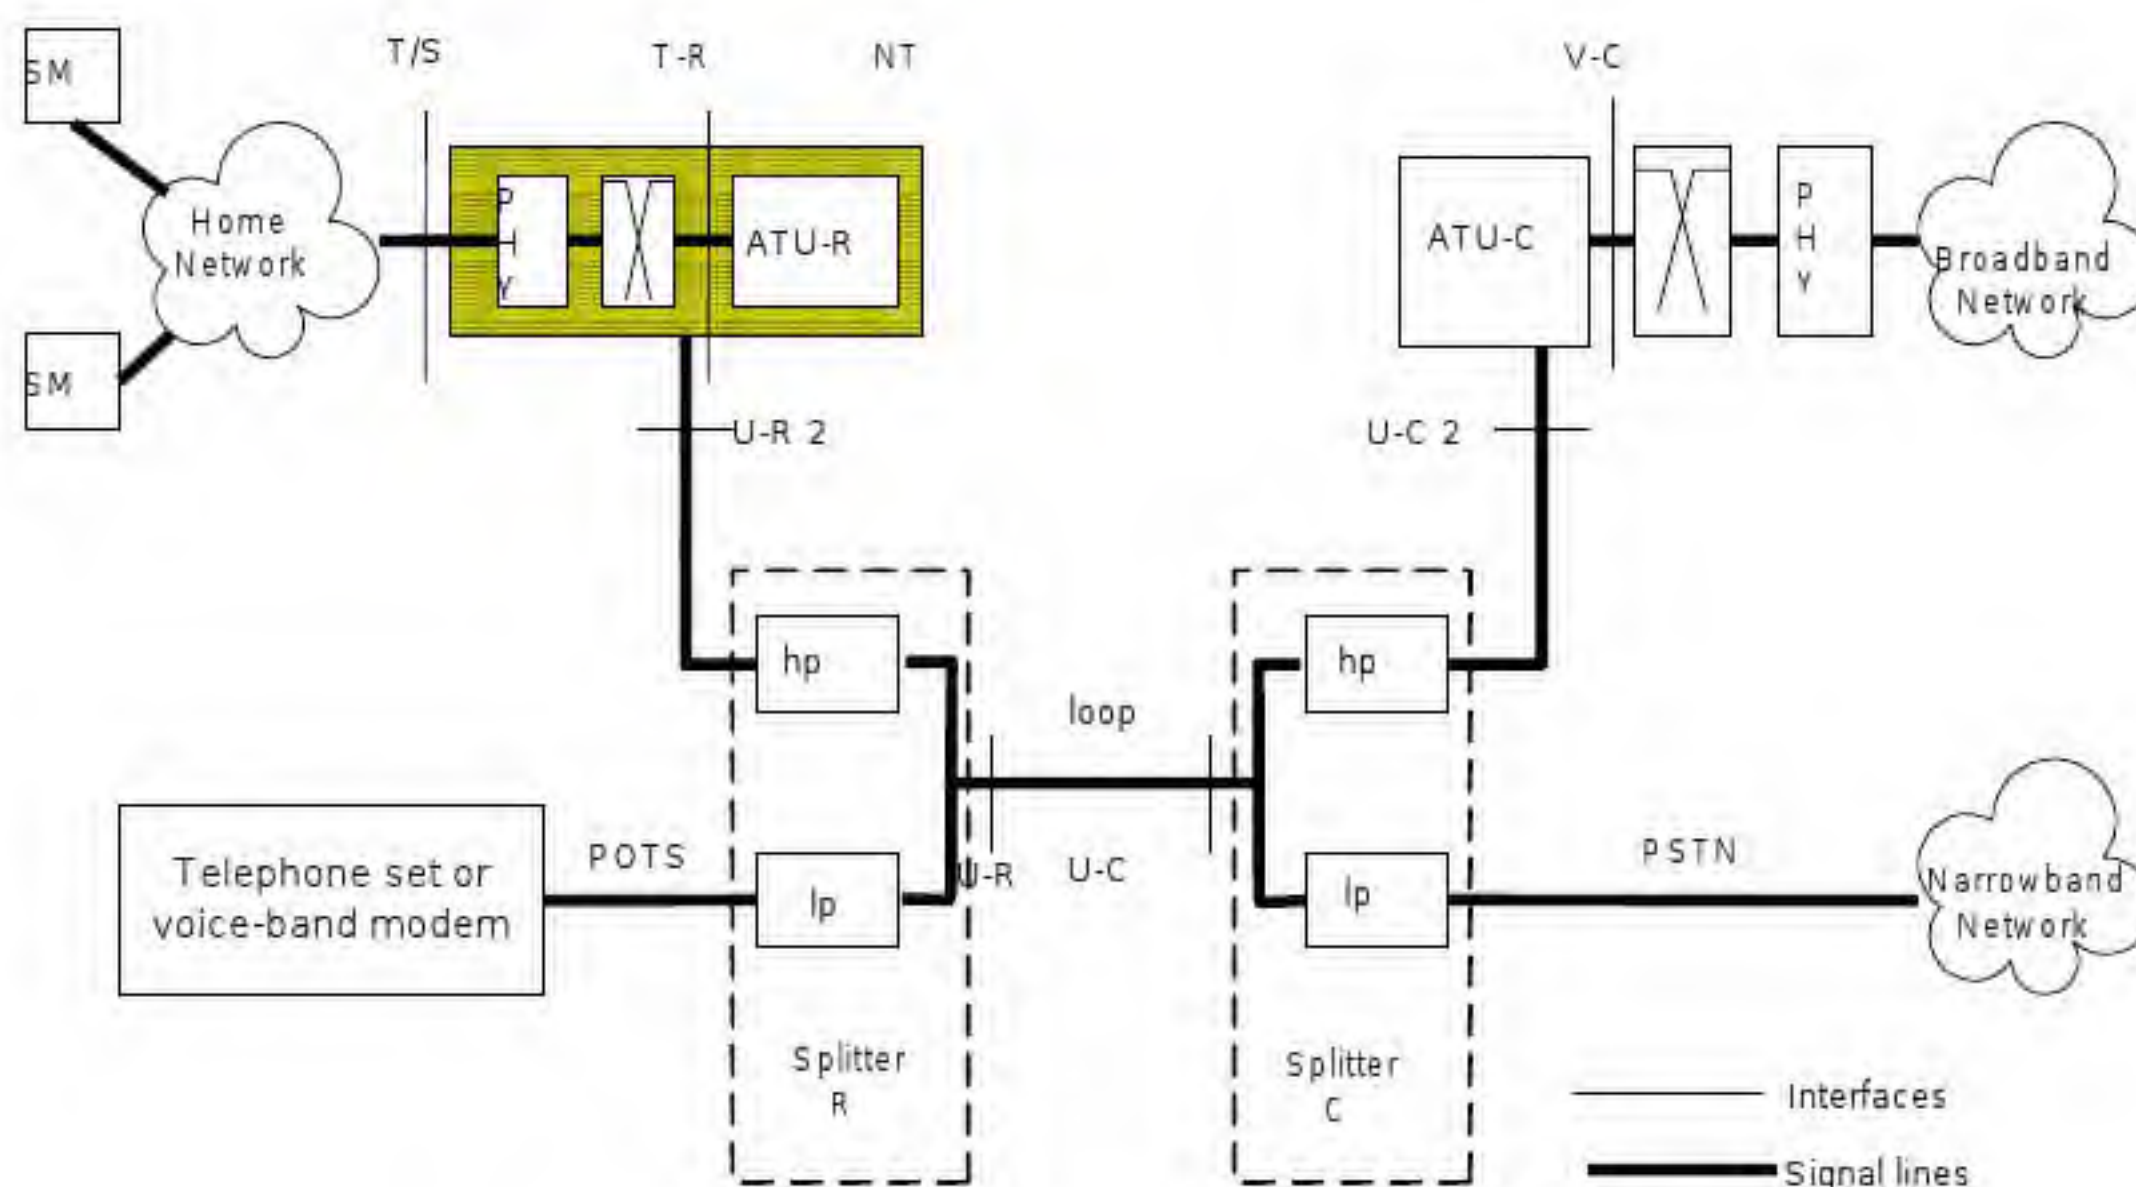 T/S
T-R
NT
V-C
SM
Home
Network
P
H
Y
ATU-R
ATU-C
P
H
Y
Broadband
Network
SM
U-R 2
U-C 2
hp
hp
loop
Telephone set or
voice-band modem
POTS
lp
U-R
U-C
lp
PSTN
Narrowband
Network
Splitter
R
Splitter
C
Interfaces
Signal lines